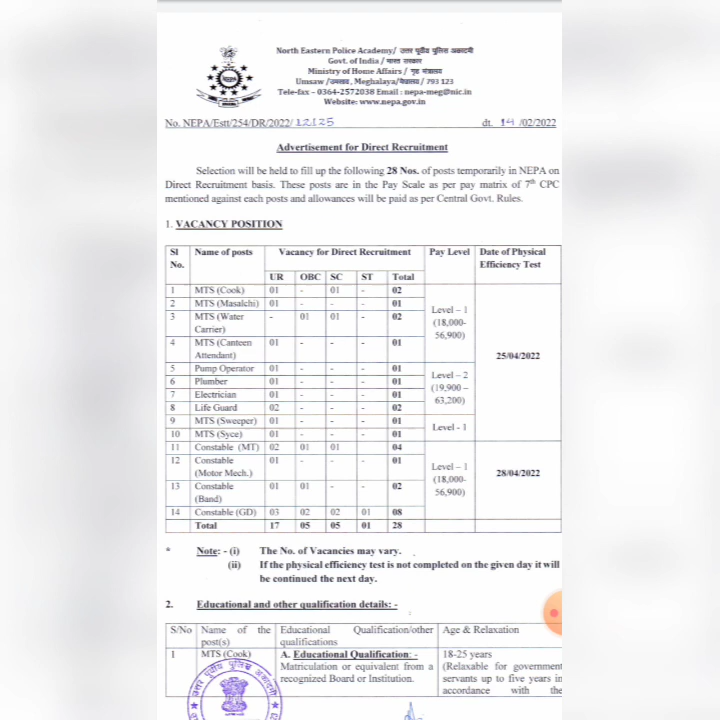 North Eastern Police Academy/ उत्तर पूर्वीय पुलिस अकादमी
Govt. of India / भारत सरकार
Ministry of Home Affairs / गृह मंत्रालय
Umsaw /उमसाव, Meghalaya/मेघालय/ 793 123
Tele-fax – 0364-2572038 Email : nepa-meg@nic.in
Website: www.nepa.gov.in
NEPA
No. NEPA/Estt/254/DR/2022/ 12125 dt. 14 /02/2022
Advertisement for Direct Recruitment
Selection will be held to fill up the following 28 Nos. of posts temporarily in NEPA on
Direct Recruitment basis. These posts are in the Pay Scale as per pay matrix of 7th CPC
mentioned against each posts and allowances will be paid as per Central Govt. Rules.
1. VACANCY POSITION
Sl Name of posts Vacancy for Direct Recruitment Pay Level Date of Physical
No. Efficiency Test
UR OBC SC ST Total
1 MTS (Cook) 01 - 01 - 02
2 MTS (Masalchi) 01 - - - 01
3 MTS (Water - 01 01 - 02
Carrier)
4 MTS (Canteen 01 - - - 01
Attendant)
Level – 1
(18,000-
56,900)
5 Pump Operator 01 - - - 01
6 Plumber 01 - - - 01
7 Electrician 01 - - - 01
8 Life Guard 02 - - - 02
Level – 2
(19,900 –
63,200)
9 MTS (Sweeper) 01 - - - 01
10 MTS (Syce) 01 - - - 01
Level - 1
25/04/2022
11 Constable (MT) 02 01 01 04
12 Constable 01 - - - 01
(Motor Mech.)
13 Constable 01 01 - - 02
(Band)
14 Constable (GD) 03 02 02 01 08
Level – 1
(18,000-
56,900)
28/04/2022
Total 17 05 05 01 28
* Note: - (i) The No. of Vacancies may vary.
(ii) If the physical efficiency test is not completed on the given day it will
be continued the next day.
2. Educational and other qualification details: -
S/No Name of the Educational Qualification/other Age & Relaxation
post(s) qualifications
1 MTS (Cook) A. Educational Qualification: - 18-25 years
Matriculation or equivalent from a (Relaxable for government
recognized Board or Institution. servants up to five years in
accordance with the
उत्तर पूर्वीय पुलिस अकादमी